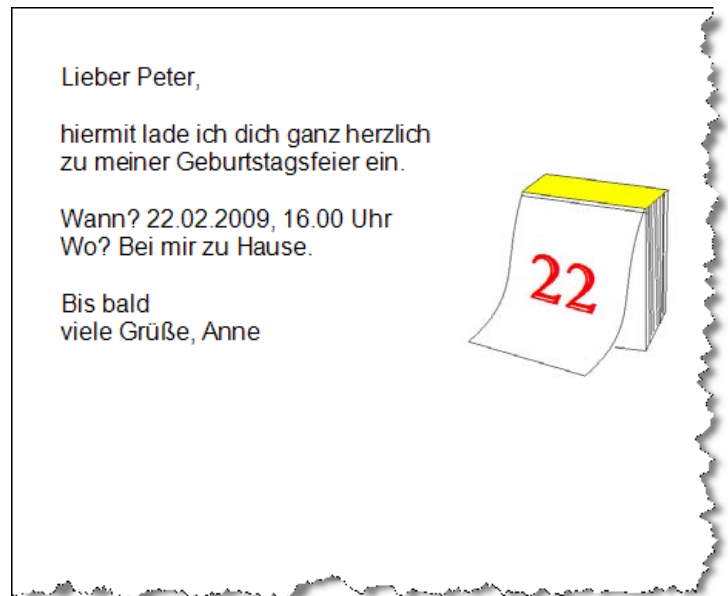 Lieber Peter,
hiermit lade ich dich ganz herzlich
zu meiner Geburtstagsfeier ein.
Wann? 22.02.2009, 16.00 Uhr
Wo? Bei mir zu Hause.
22
Bis bald
viele Grüße, Anne